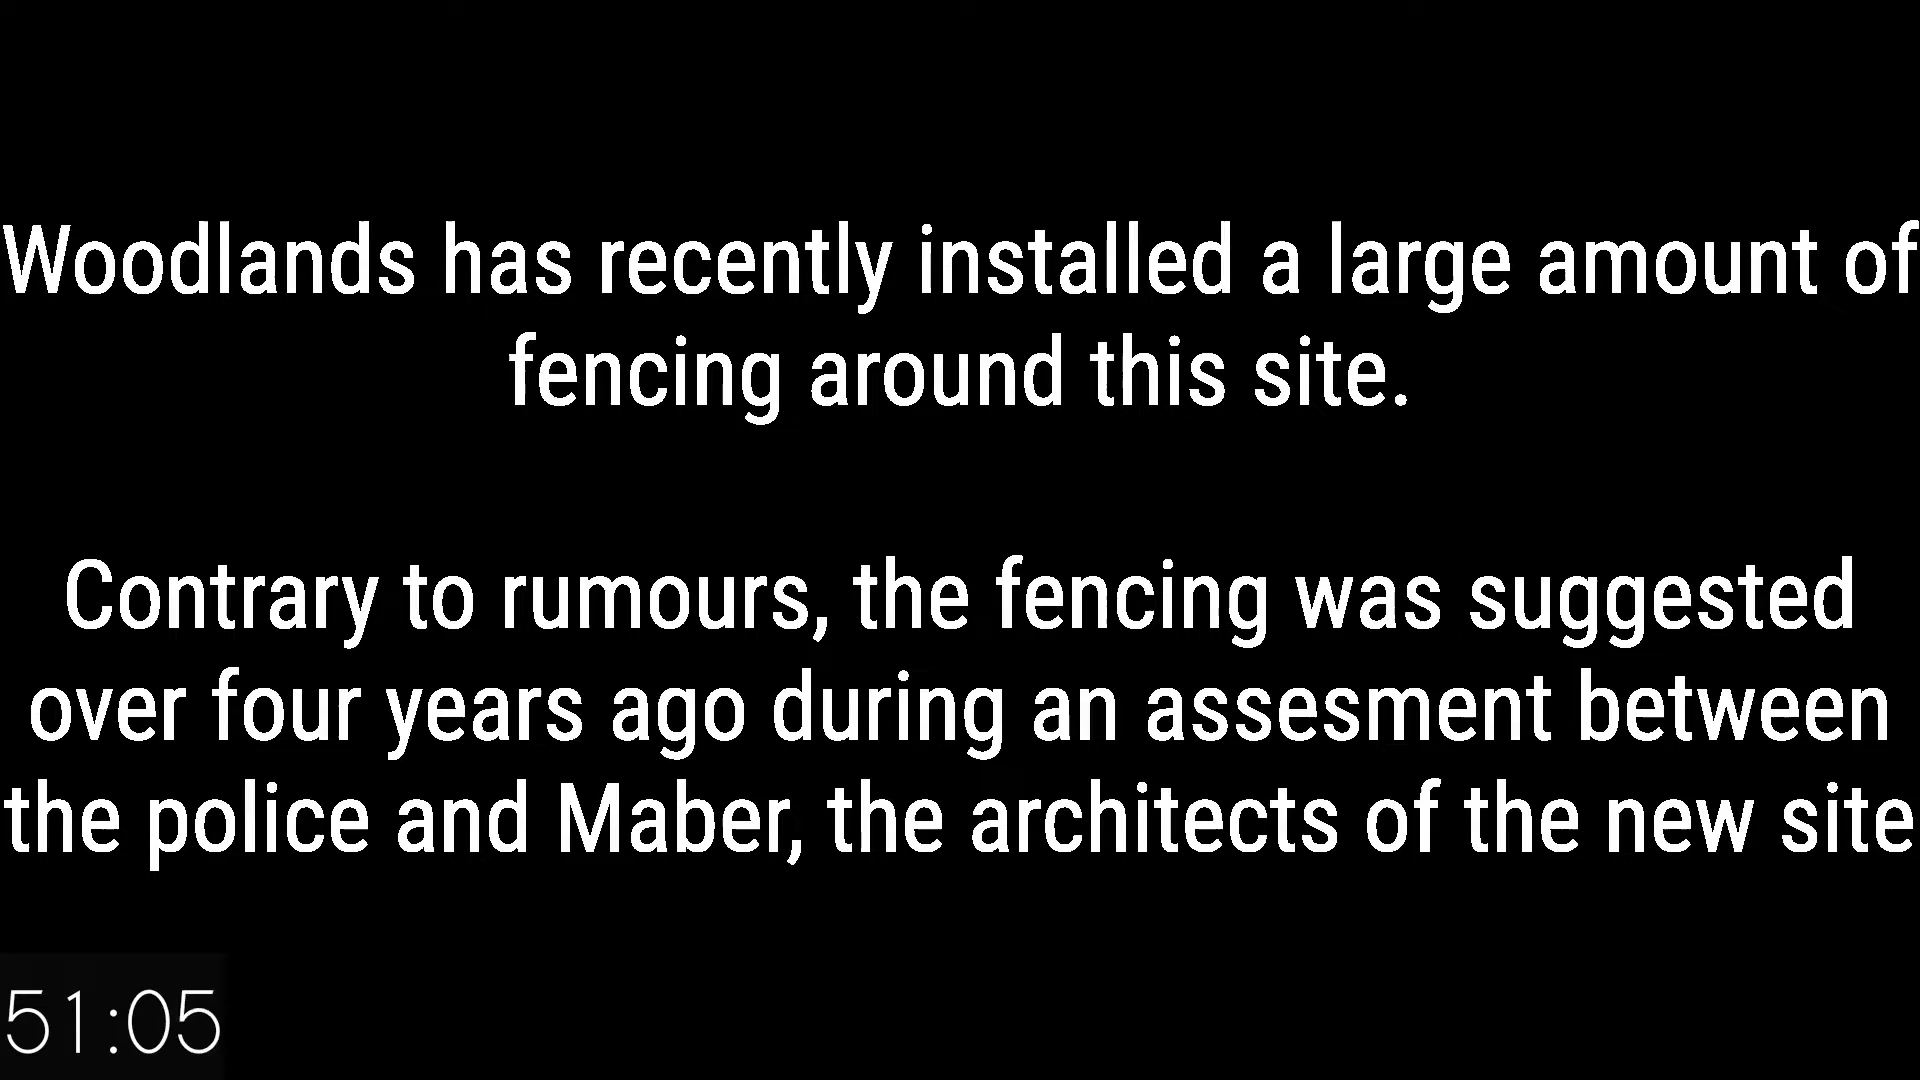 Woodlands has recently installed a large amount of
fencing around this site.
Contrary to rumours, the fencing was suggested
over four years ago during an assesment between
the police and Maber, the architects of the new site
51:05